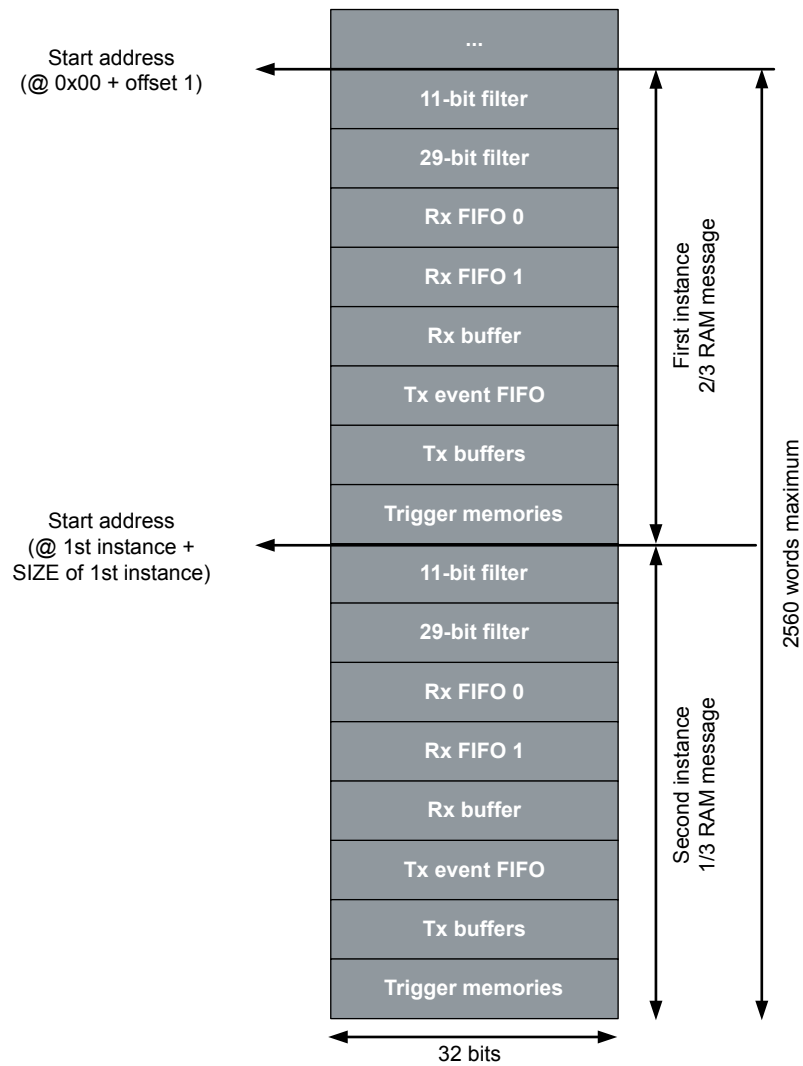 ...
Start address
(@ 0x00 + offset 1)
11-bit filter
29-bit filter
Rx FIFO 0
Rx FIFO 1
Rx buffer
Tx event FIFO
Tx buffers
Trigger memories
First instance
2/3 RAM message
2560 words maximum
Start address
(@ 1st instance +
SIZE of 1st instance)
11-bit filter
29-bit filter
Rx FIFO 0
Rx FIFO 1
Rx buffer
Tx event FIFO
Tx buffers
Trigger memories
Second instance
1/3 RAM message
32 bits